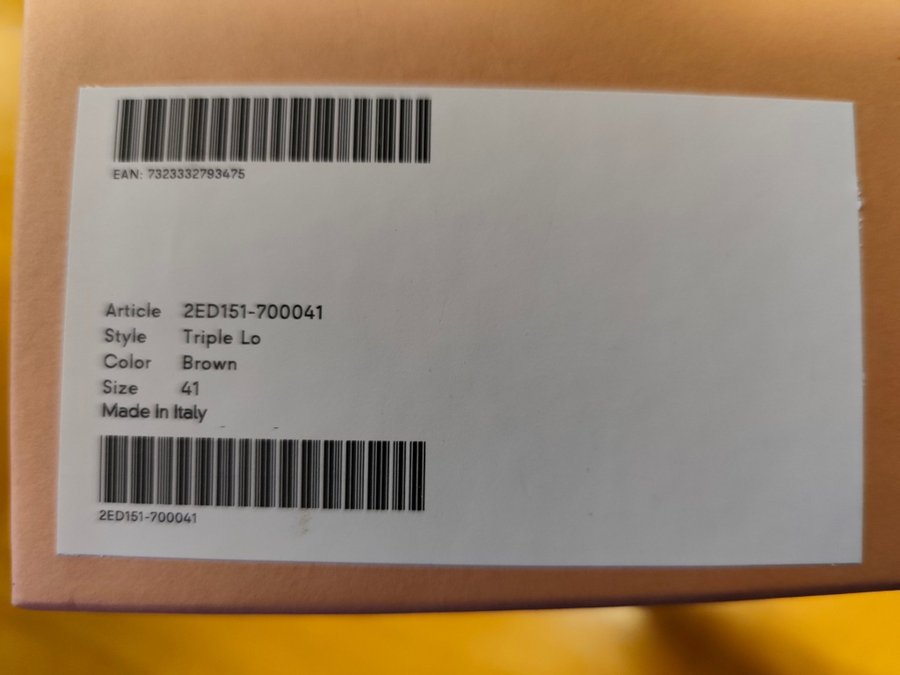 EAN: 7323332793475
Article 2ED151-700041
Style Triple Lo
Color Brown
Size 41
Made In Italy
2ED151-700041